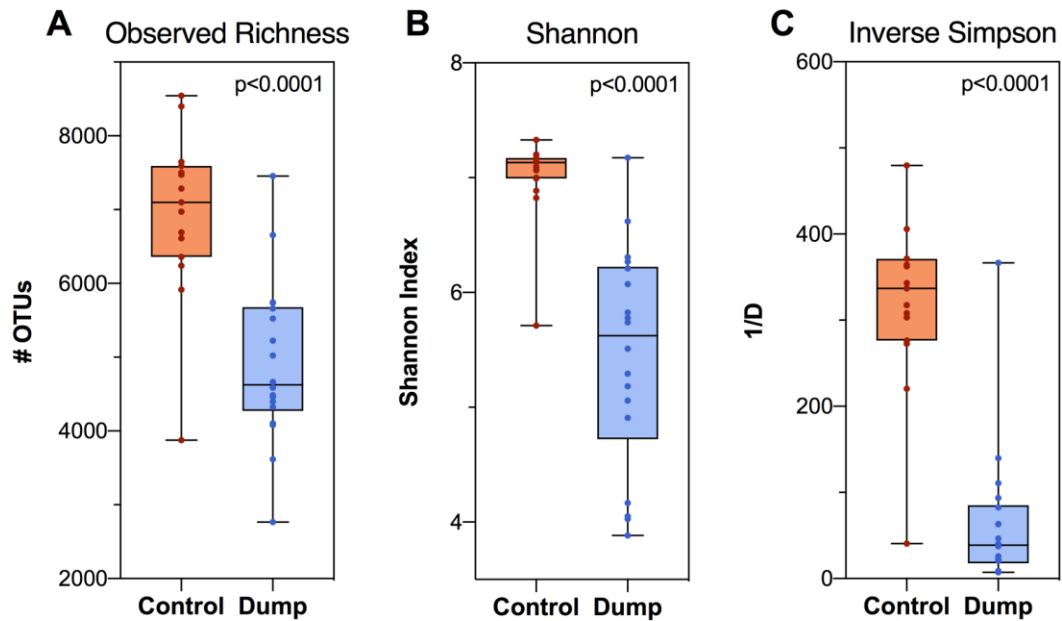 A Observed Richness
p<0.0001
# OTUs
8000
6000
4000
2000
Control Dump
B Shannon
p<0.0001
Shannon Index
8
6
4
Control Dump
C Inverse Simpson
p<0.0001
1/D
600
400
200
0
Control Dump